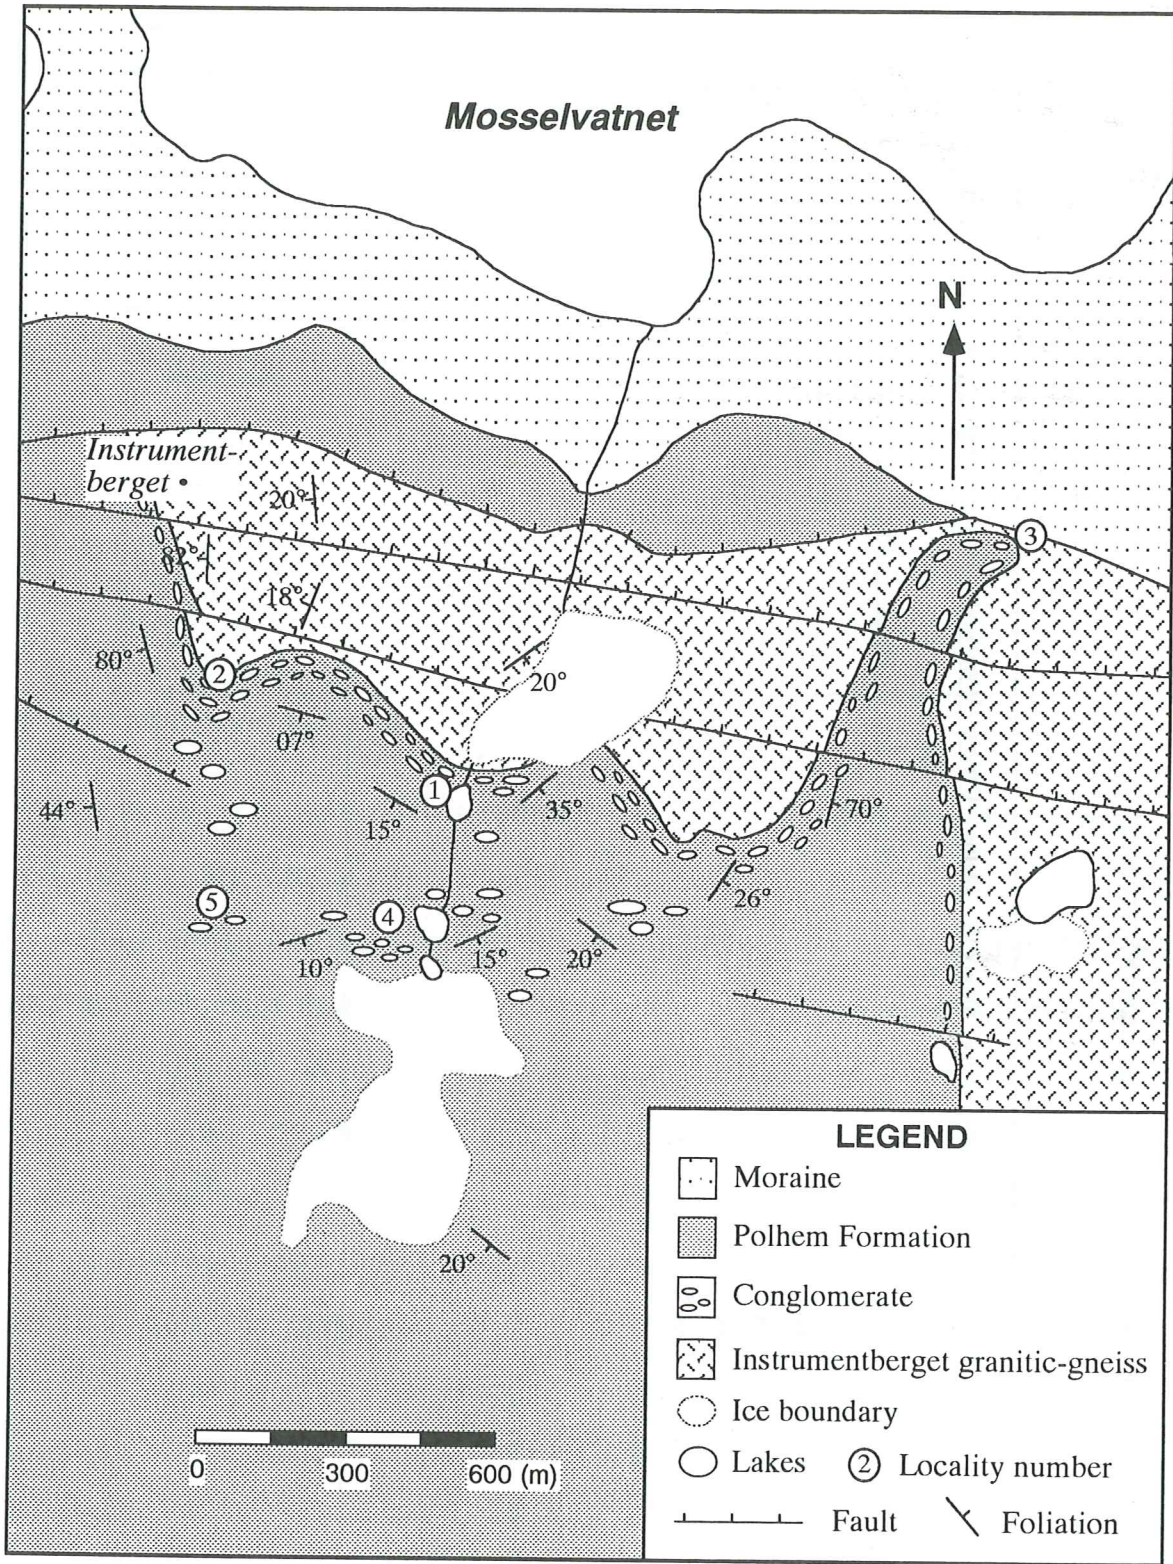 Mosselvatnet
N
Instrument-
berget
20°
3
82°
18°
80°
2
20°
07°
1
44°
15°
35°
70°
26°
5
4
10°
15°
20°
20°
LEGEND
Moraine
Polhem Formation
Conglomerate
Instrumentberget granitic-gneiss
Ice boundary
Lakes
2 Locality number
Fault
Foliation
0 300 600 (m)